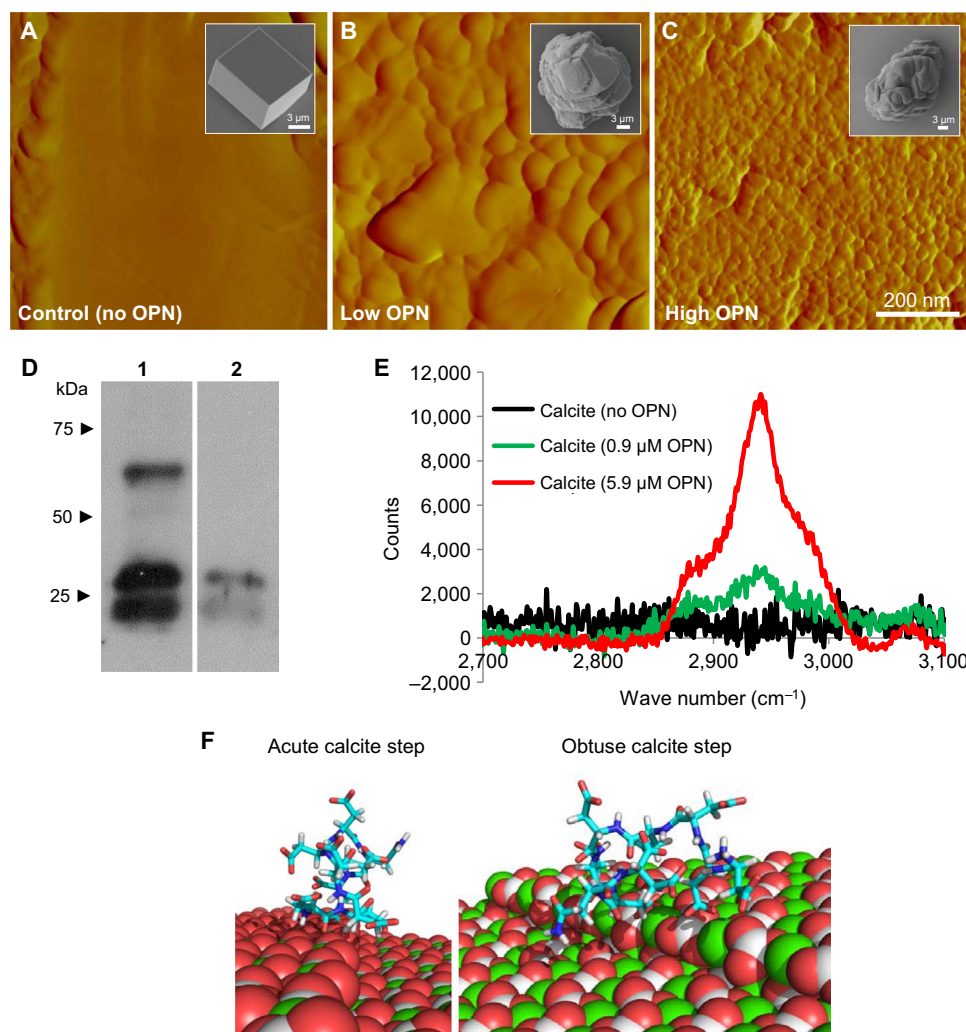 A
3 µm
Control (no OPN)
B
3 µm
Low OPN
C
3 µm
200 nm
High OPN
D
1 2
kDa
75 ►
50 ►
25 ►
E
12,000
10,000
8,000
6,000
4,000
2,000
0
–2,000
Counts
Calcite (no OPN)
Calcite (0.9 µM OPN)
Calcite (5.9 µM OPN)
2,700 2,800 2,900 3,000 3,100
Wave number (cm⁻¹)
F
Acute calcite step Obtuse calcite step